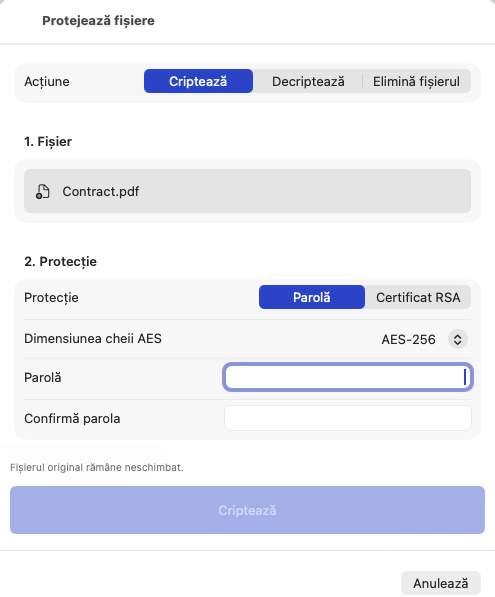 Protejează fișiere
Acțiune
Criptează
Decriptează
Elimină fișierul
1. Fișier
Contract.pdf
2. Protecție
Protecție
Parolă
Certificat RSA
Dimensiunea cheii AES
AES-256
Parolă
Confirmă parola
Fișierul original rămâne neschimbat.
Criptează
Anulează